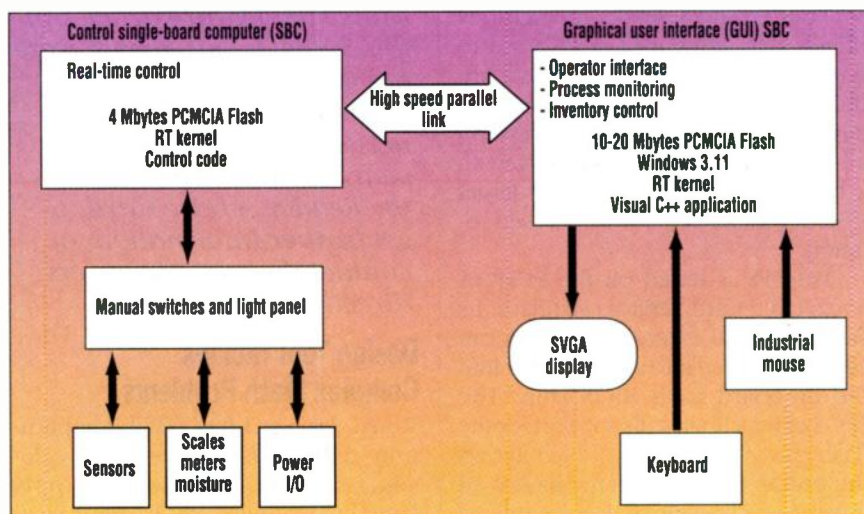 Control single-board computer (SBC)
Real-time control
4 Mbytes PCMCIA Flash
RT kernel
Control code
High speed parallel
link
Graphical user interface (GUI) SBC
- Operator interface
- Process monitoring
- Inventory control
10-20 Mbytes PCMCIA Flash
Windows 3.11
RT kernel
Visual C++ application
Manual switches and light panel
Sensors
Scales
meters
moisture
Power
I/O
SVGA
display
Industrial
mouse
Keyboard